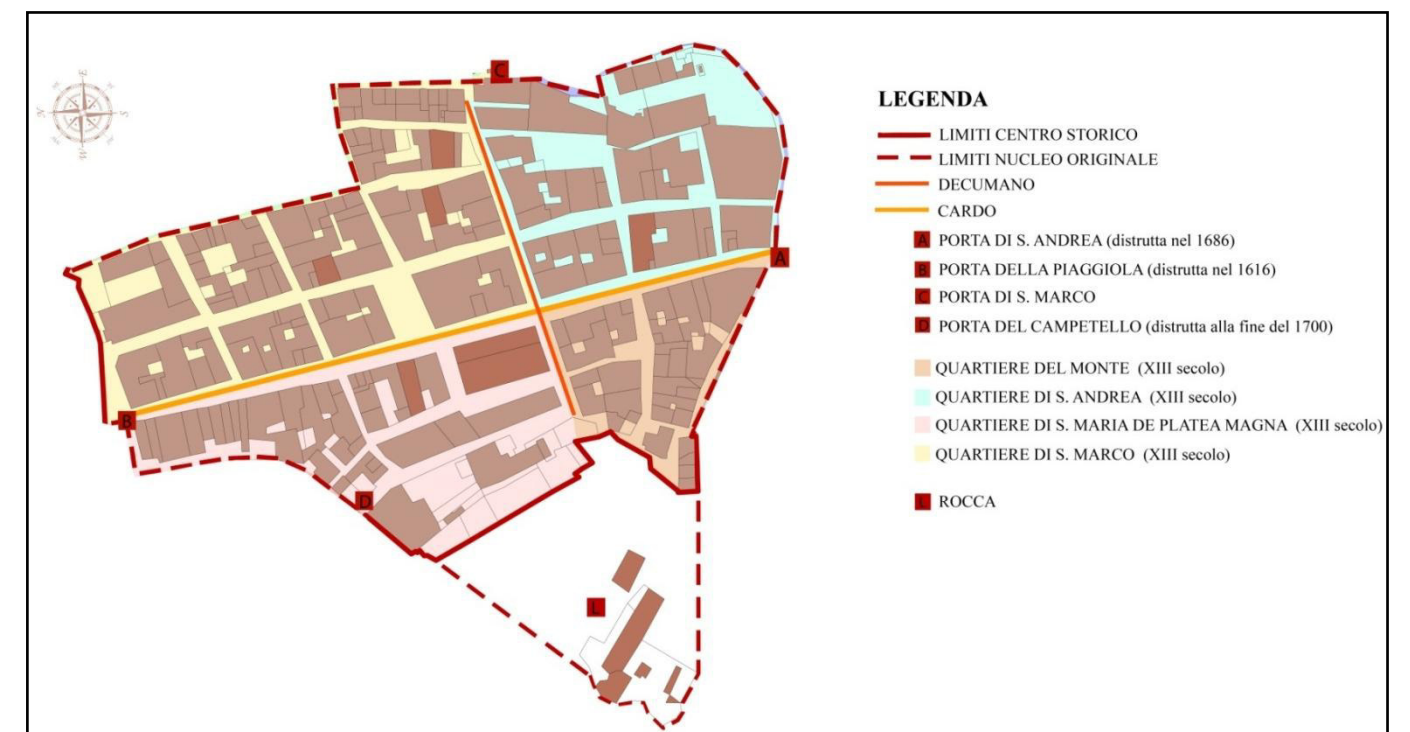 C
A
B
D
L
LEGENDA
LIMITI CENTRO STORICO
LIMITI NUCLEO ORIGINALE
DECUMANO
CARDO
A PORTA DI S. ANDREA (distrutta nel 1686)
B PORTA DELLA PIAGGIOLA (distrutta nel 1616)
C PORTA DI S. MARCO
D PORTA DEL CAMPETELLO (distrutta alla fine del 1700)
QUARTIERE DEL MONTE (XIII secolo)
QUARTIERE DI S. ANDREA (XIII secolo)
QUARTIERE DI S. MARIA DE PLATEA MAGNA (XIII secolo)
QUARTIERE DI S. MARCO (XIII secolo)
L ROCCA